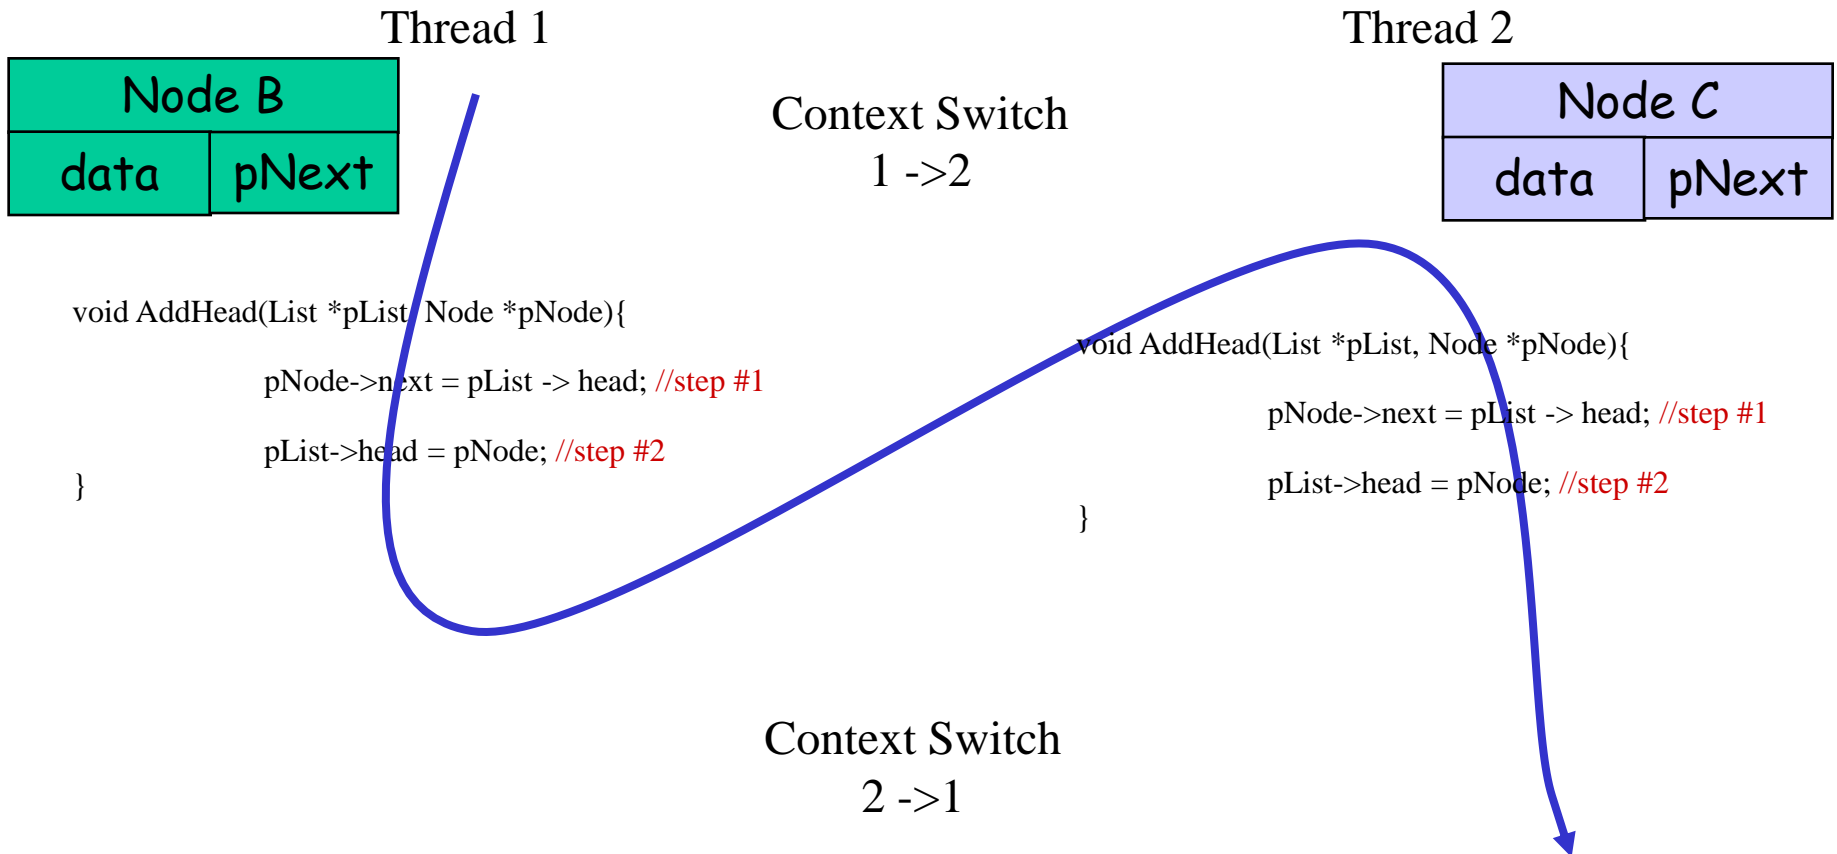 Thread 1
Thread 2
Node B
data pNext
Context Switch
1 ->2
Node C
data pNext
void AddHead(List *pList, Node *pNode){
pNode->next = pList -> head; //step #1
pList->head = pNode; //step #2
}
void AddHead(List *pList, Node *pNode){
pNode->next = pList -> head; //step #1
pList->head = pNode; //step #2
}
Context Switch
2 ->1